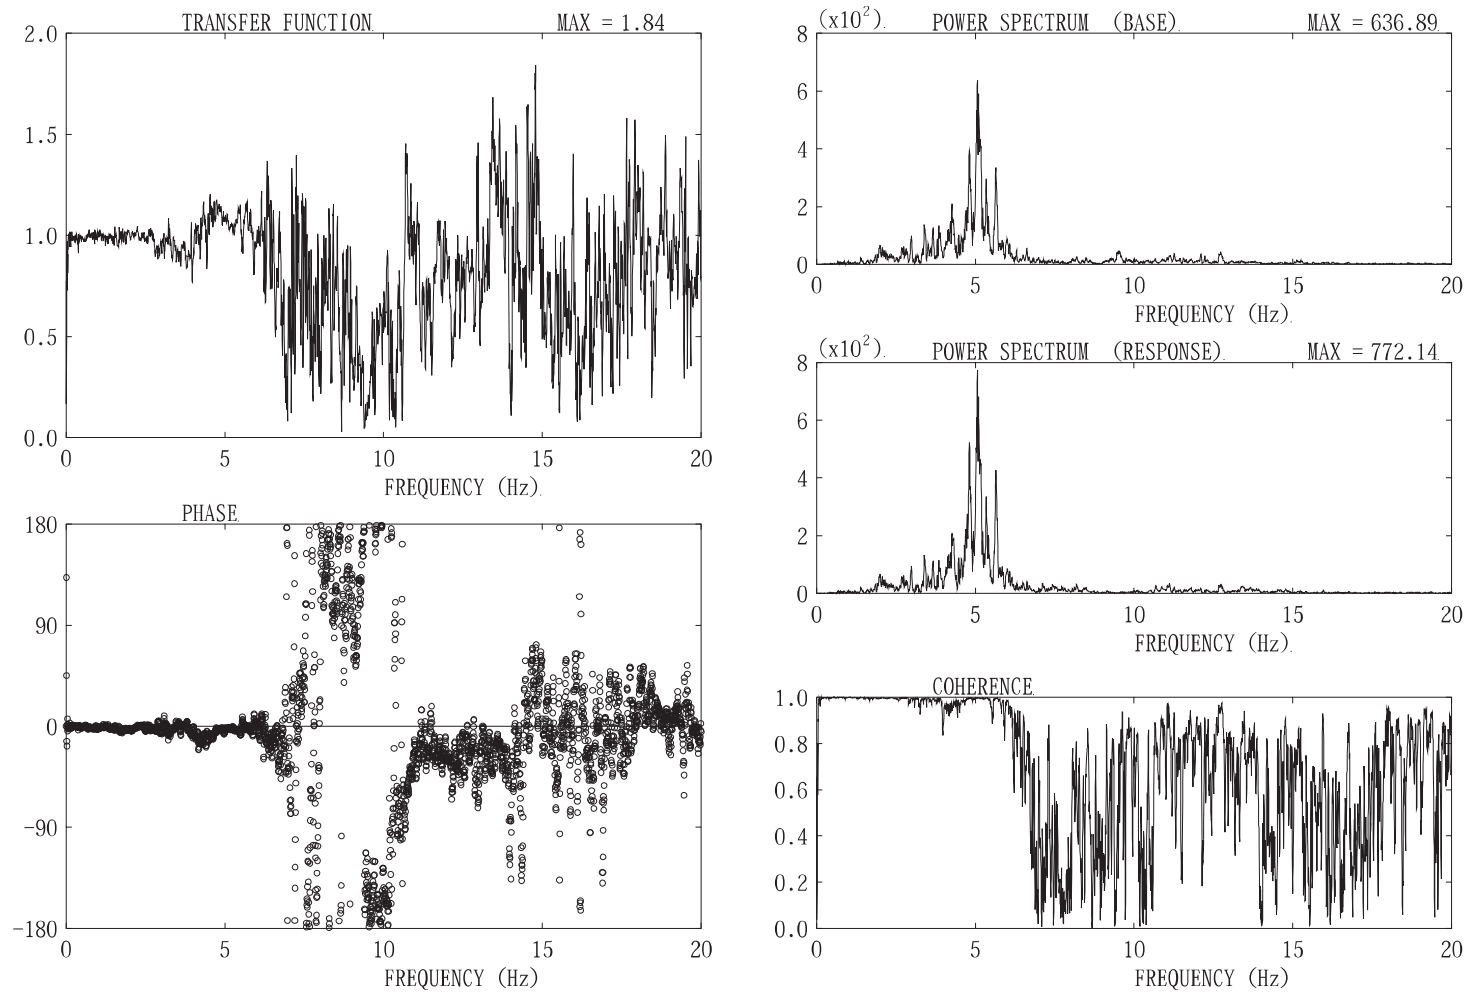 TRANSFER FUNCTION. MAX = 1.84
2.0
1.5
1.0
0.5
0.0
0 5 10 15 20
FREQUENCY (Hz).
PHASE.
180
90
0
-90
-180
0 5 10 15 20
FREQUENCY (Hz)
(x10²). POWER SPECTRUM (BASE). MAX = 636.89.
8
6
4
2
0
0 5 10 15 20
FREQUENCY (Hz).
(x10²). POWER SPECTRUM (RESPONSE). MAX = 772.14.
8
6
4
2
0
0 5 10 15 20
FREQUENCY (Hz).
COHERENCE.
1.0
0.8
0.6
0.4
0.2
0.0
0 5 10 15 20
FREQUENCY (Hz)